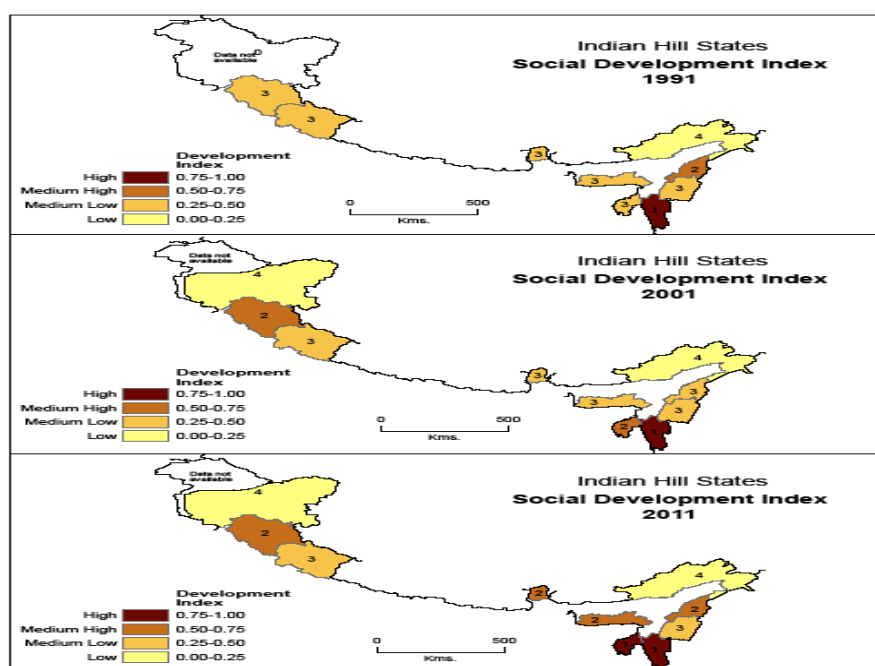 Indian Hill States
Social Development Index
1991
Data not
available
0
3
3
3
4
2
3
3
3
1
Development
Index
High 0.75-1.00
Medium High 0.50-0.75
Medium Low 0.25-0.50
Low 0.00-0.25
0 500
Kms.
Indian Hill States
Social Development Index
2001
Data not
available
4
2
3
3
4
3
3
3
2
1
Development
Index
High 0.75-1.00
Medium High 0.50-0.75
Medium Low 0.25-0.50
Low 0.00-0.25
0 500
Kms.
Indian Hill States
Social Development Index
2011
Data not
available
4
2
3
2
4
2
2
3
1
1
Development
Index
High 0.75-1.00
Medium High 0.50-0.75
Medium Low 0.25-0.50
Low 0.00-0.25
0 500
Kms.